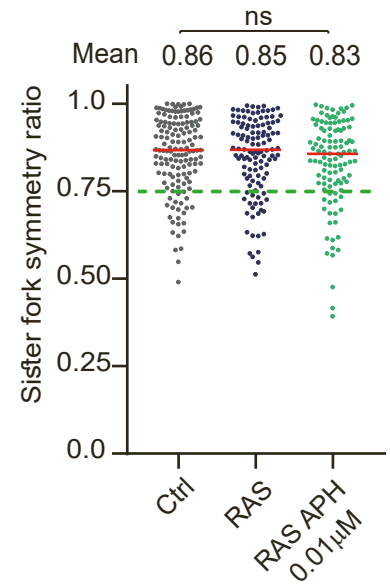 ns
Mean 0.86 0.85 0.83
Sister fork symmetry ratio
1.0
0.75
0.50
0.25
0.0
Ctrl
RAS
RAS APH
0.01μM